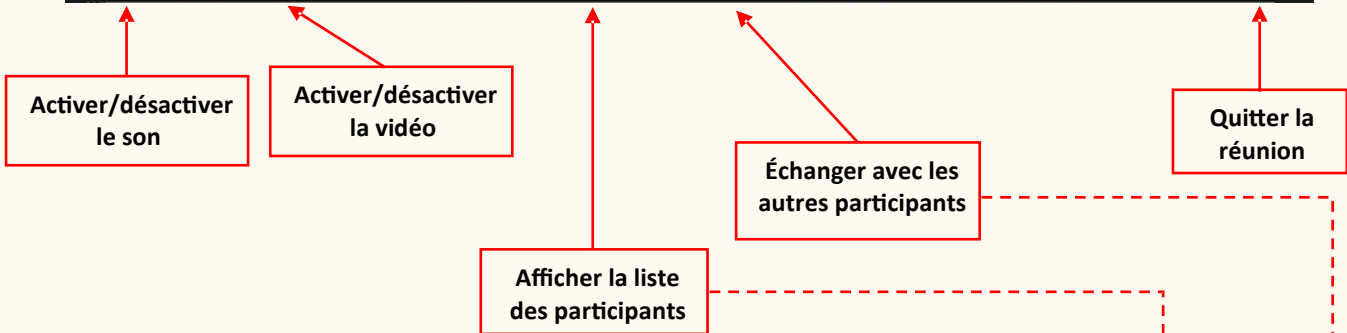 Activer/désactiver
le son
Activer/désactiver
la vidéo
Quitter la
réunion
Échanger avec les
autres participants
Afficher la liste
des participants